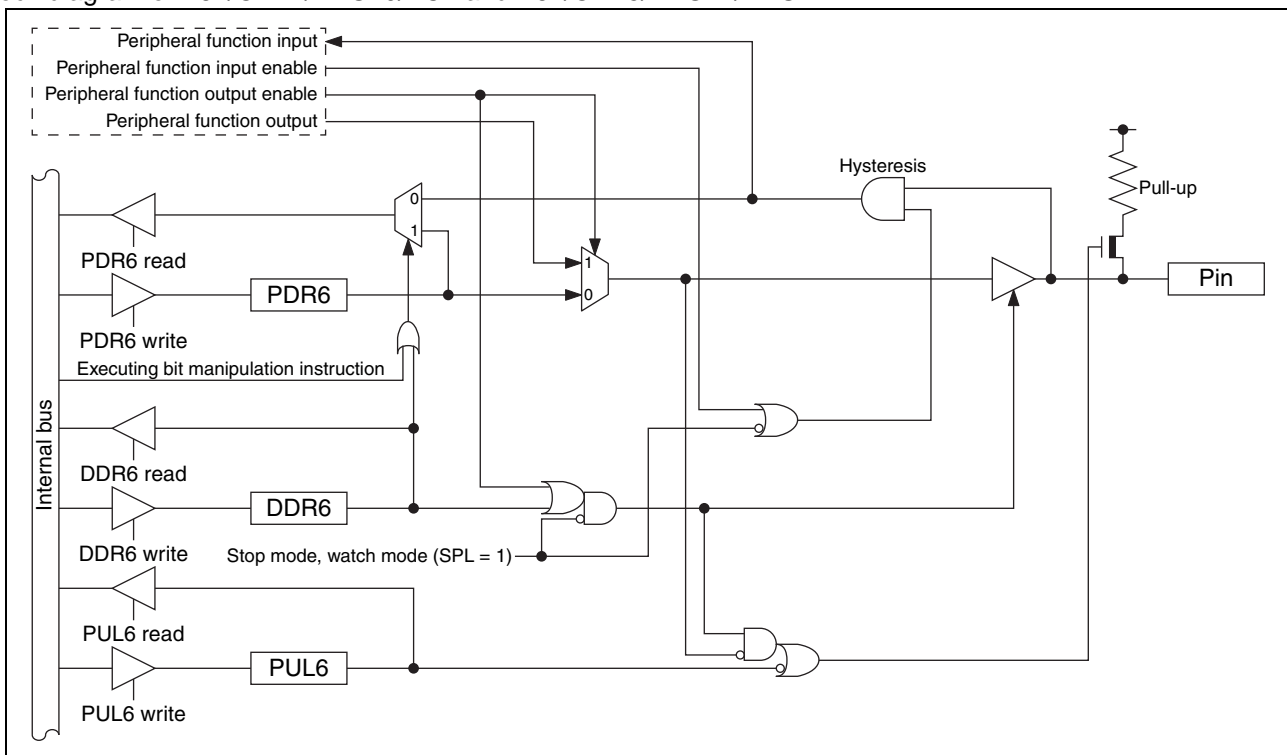 Peripheral function input
Peripheral function input enable
Peripheral function output enable
Peripheral function output
Hysteresis
Pull-up
0
1
PDR6 read
1
0
Pin
PDR6
PDR6 write
Executing bit manipulation instruction
Internal bus
DDR6 read
DDR6
DDR6 write
Stop mode, watch mode (SPL = 1)
PUL6 read
PUL6
PUL6 write